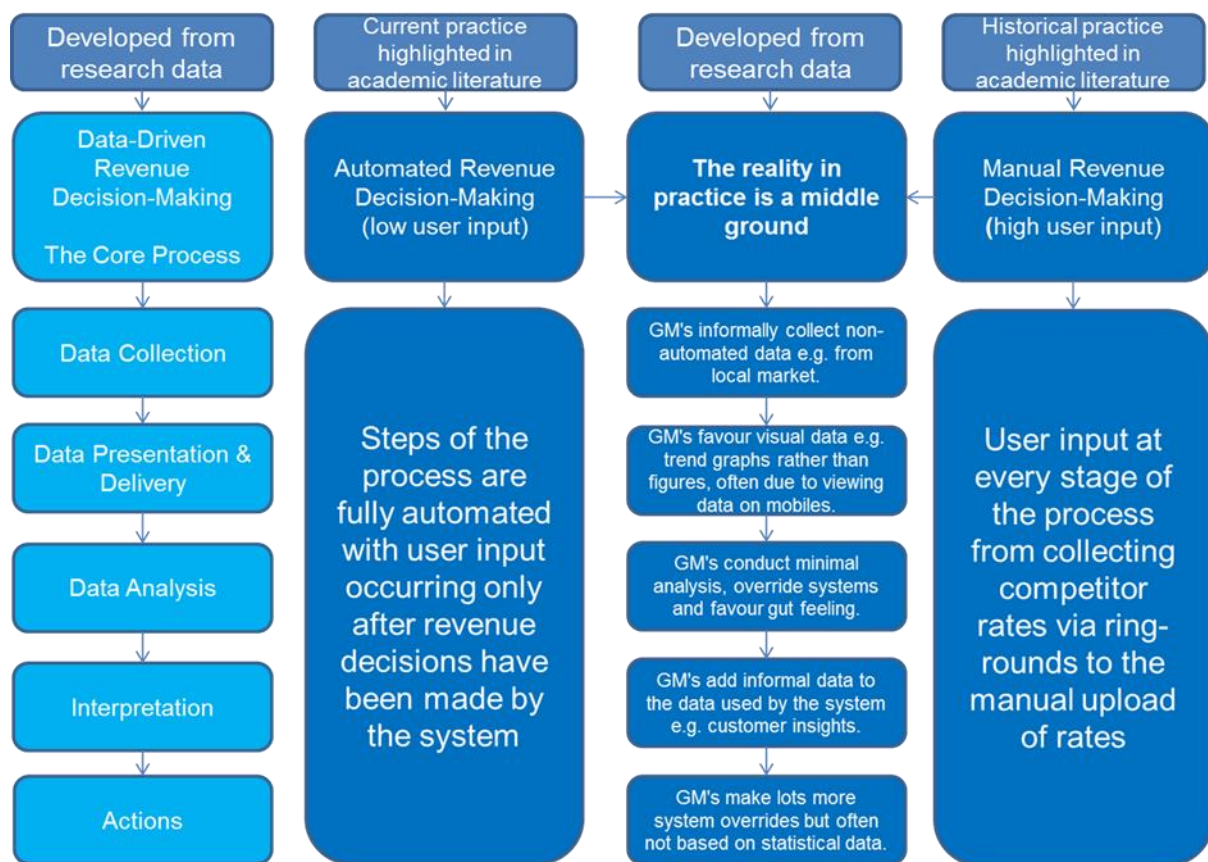 Developed from
research data
Current practice
highlighted in
academic literature
Developed from
research data
Historical practice
highlighted in
academic literature
Data-Driven
Revenue
Decision-Making
The Core Process
Automated Revenue
Decision-Making
(low user input)
The reality in
practice is a middle
ground
Manual Revenue
Decision-Making
(high user input)
Data Collection
Data Presentation &
Delivery
Data Analysis
Interpretation
Actions
Steps of the
process are
fully automated
with user input
occurring only
after revenue
decisions have
been made by
the system
GM's informally collect non-
automated data e.g. from
local market.
GM's favour visual data e.g.
trend graphs rather than
figures, often due to viewing
data on mobiles.
GM's conduct minimal
analysis, override systems
and favour gut feeling.
GM's add informal data to
the data used by the system
e.g. customer insights.
GM's make lots more
system overrides but often
not based on statistical data.
User input at
every stage of
the process
from collecting
competitor
rates via ring-
rounds to the
manual upload
of rates